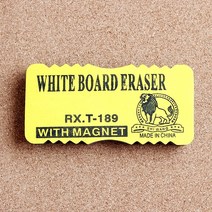 WHITE BOARD ERASER
RX.T-189
WITH MAGNET
MADE IN CHINA